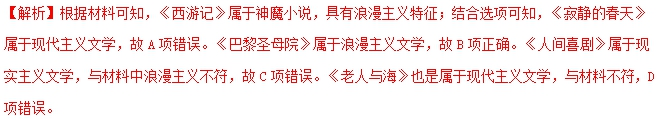 【解析】根据材料可知，《西游记》属于神魔小说，具有浪漫主义特征；结合选项可知，《寂静的春天》
属于现代主义文学，故 A 项错误。《巴黎圣母院》属于浪漫主义文学，故 B 项正确。《人间喜剧》属于现
实主义文学，与材料中浪漫主义不符，故 C 项错误。《老人与海》也是属于现代主义文学，与材料不符，D
项错误。